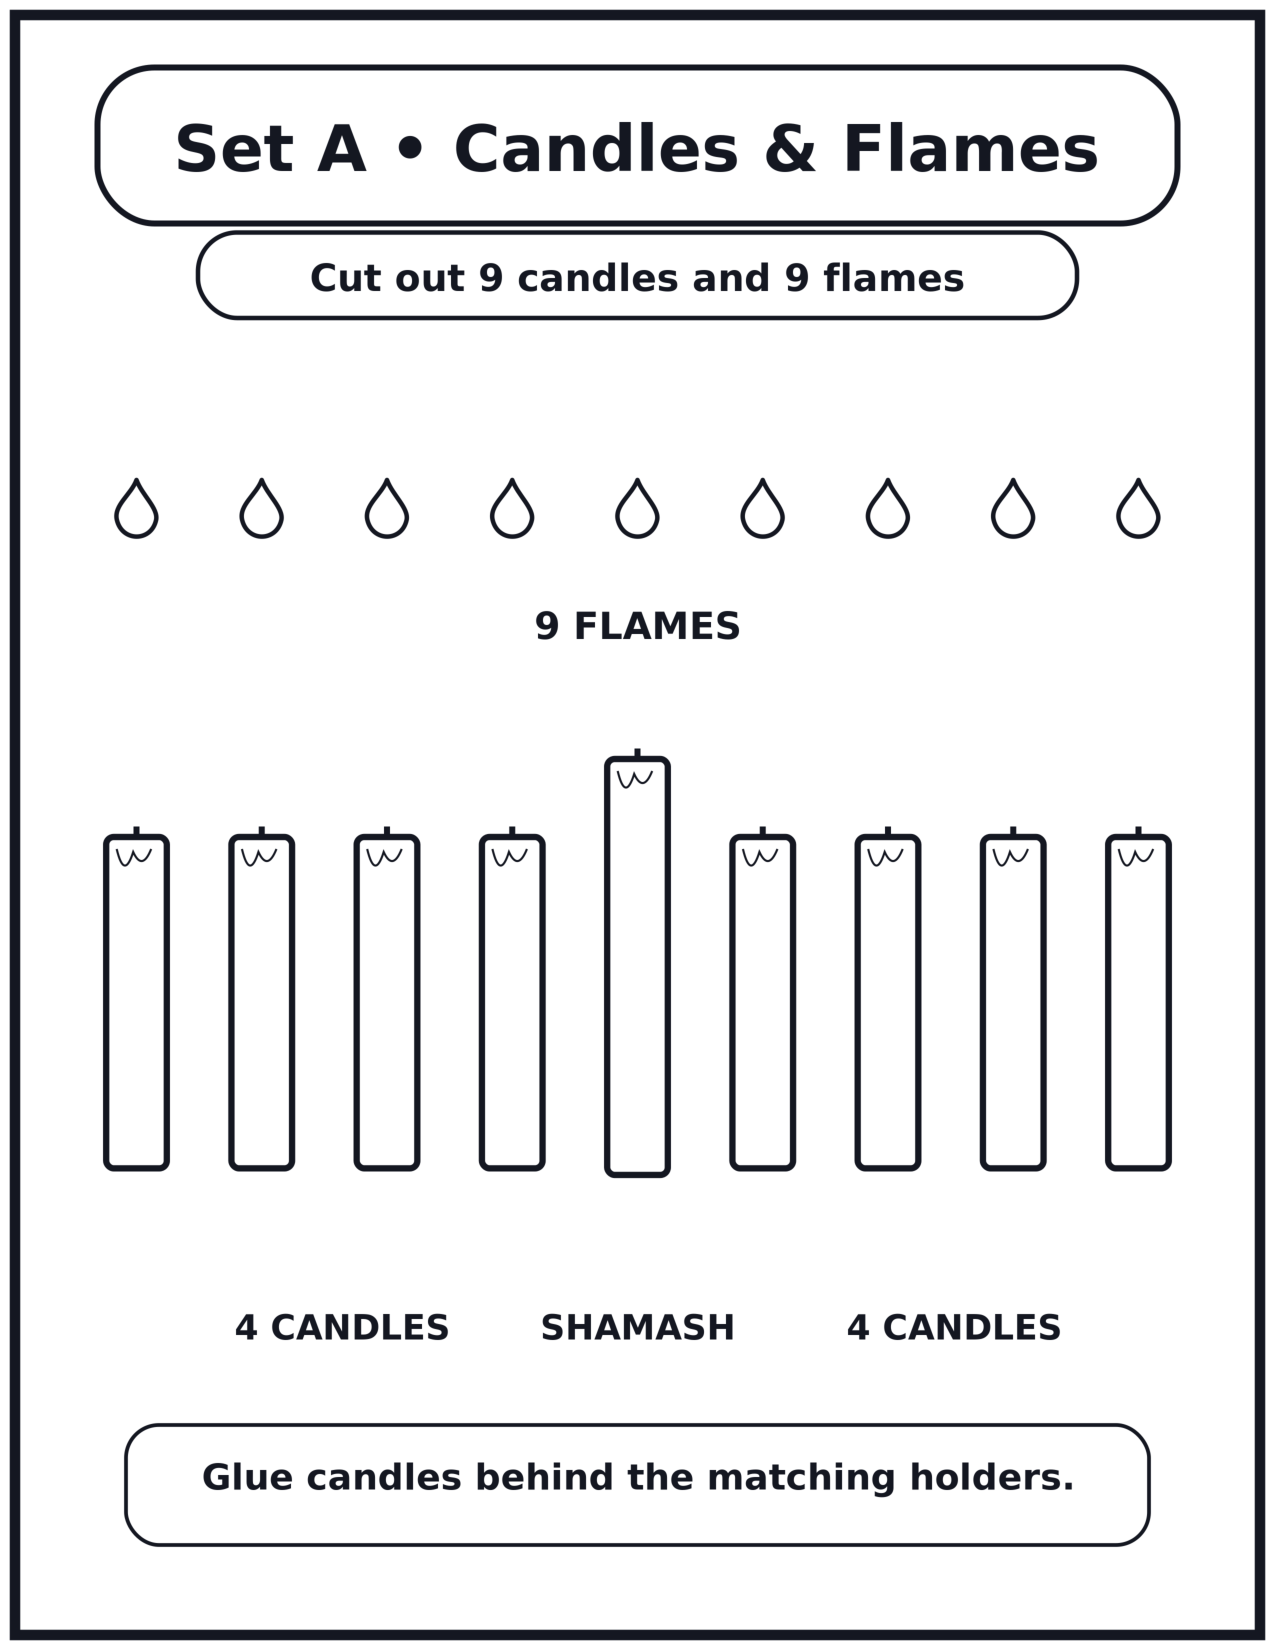 Set A • Candles & Flames
Cut out 9 candles and 9 flames
9 FLAMES
4 CANDLES SHAMASH 4 CANDLES
Glue candles behind the matching holders.